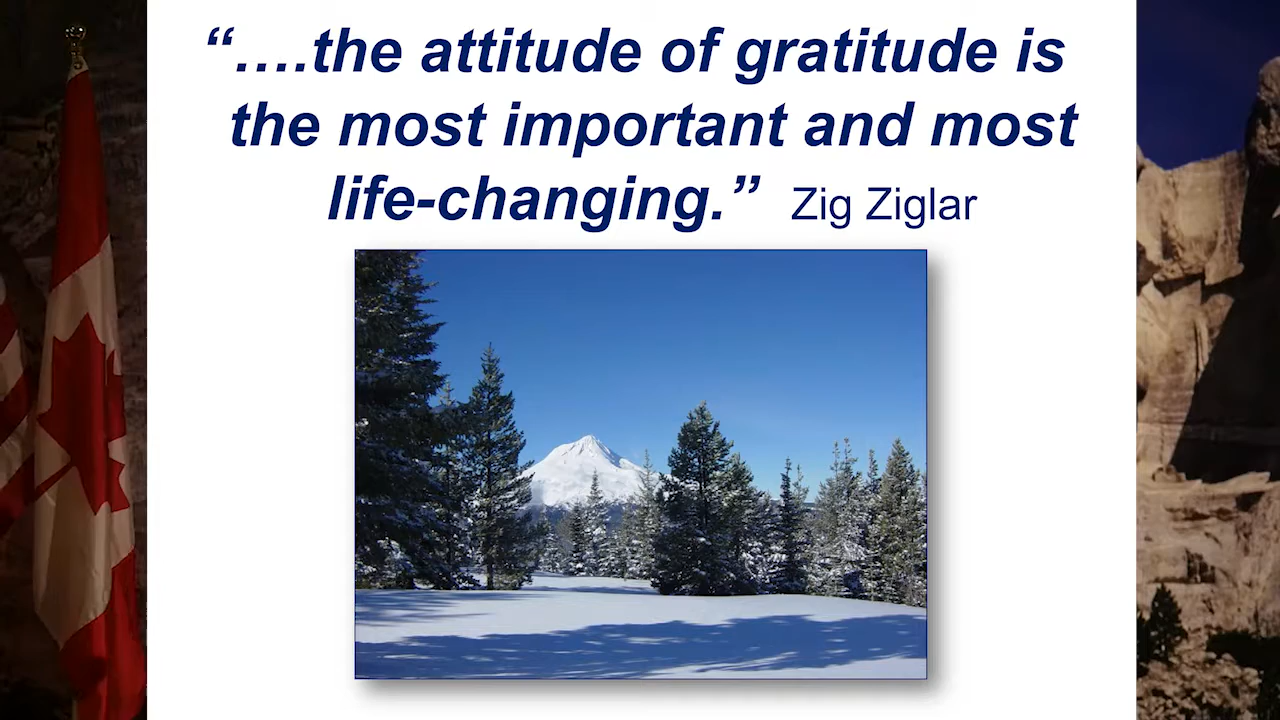 “….the attitude of gratitude is
the most important and most
life-changing.” Zig Ziglar